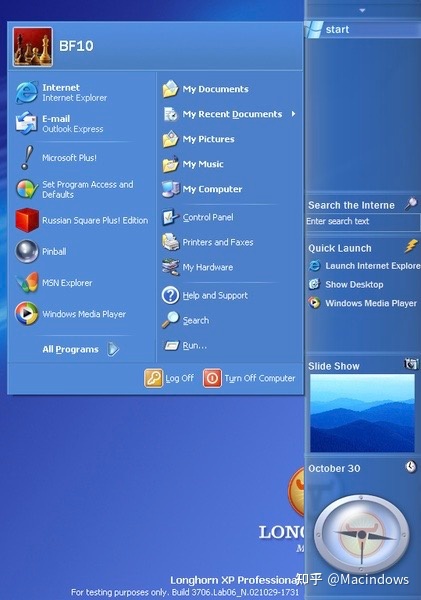 start
BF10
Internet
Internet Explorer
E-mail
Outlook Express
Microsoft Plus!
Set Program Access and
Defaults
Russian Square Plus! Edition
Pinball
MSN Explorer
Windows Media Player
All Programs
My Documents
My Recent Documents
My Pictures
My Music
My Computer
Control Panel
Printers and Faxes
My Hardware
Help and Support
Search
Run...
Log Off
Turn Off Computer
Search the Interne
Enter search text
Quick Launch
Launch Internet Explore
Show Desktop
Windows Media Player
Slide Show
October 30
LONG
M
Longhorn XP Professional
For testing purposes only. Build 3706.Lab06_N.021029-1731
知乎 @Macindows